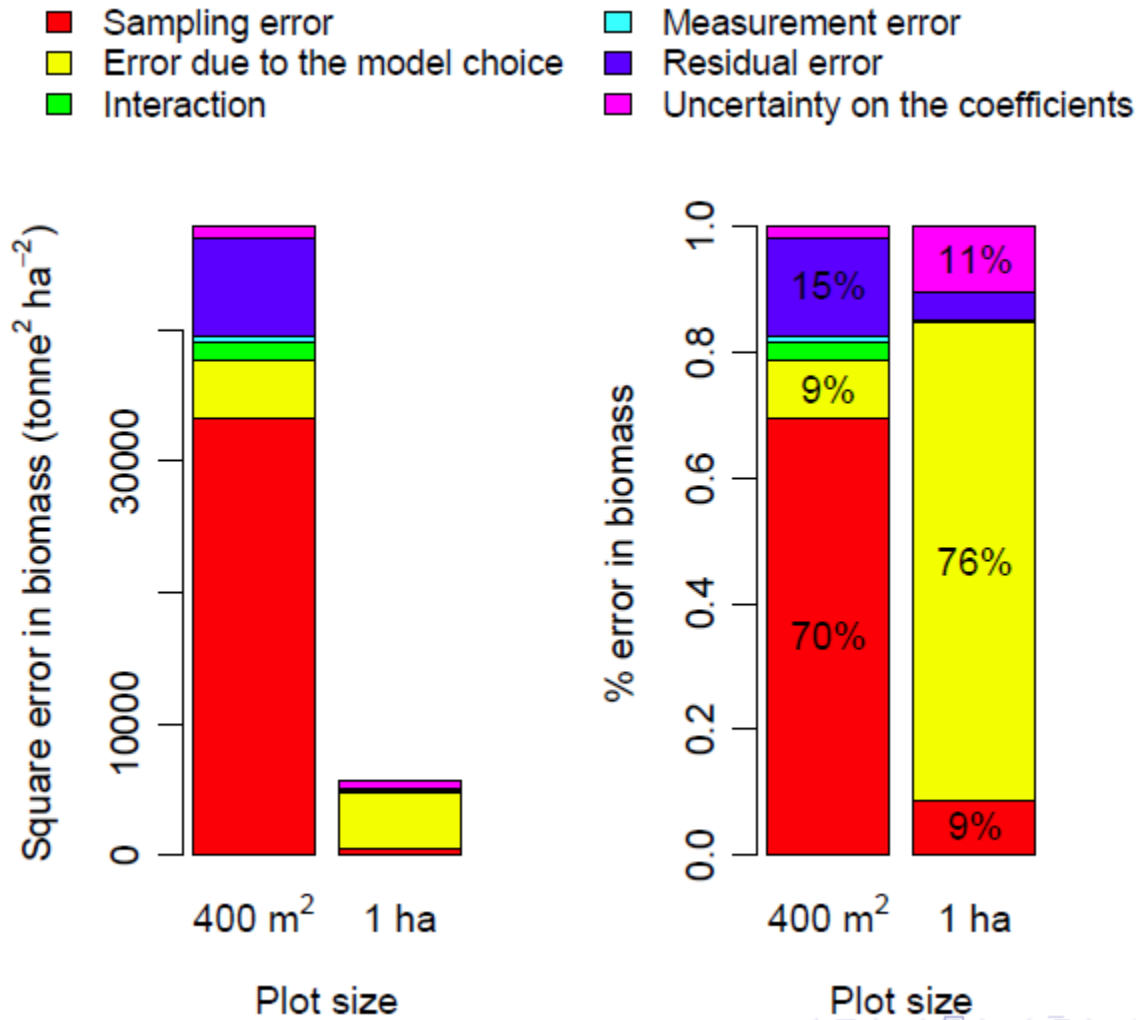 Sampling error
Error due to the model choice
Interaction
Measurement error
Residual error
Uncertainty on the coefficients
Square error in biomass (tonne² ha⁻²)
0
10000
30000
400 m²
1 ha
Plot size
% error in biomass
0.0
0.2
0.4
0.6
0.8
1.0
15%
9%
70%
11%
76%
9%
400 m²
1 ha
Plot size